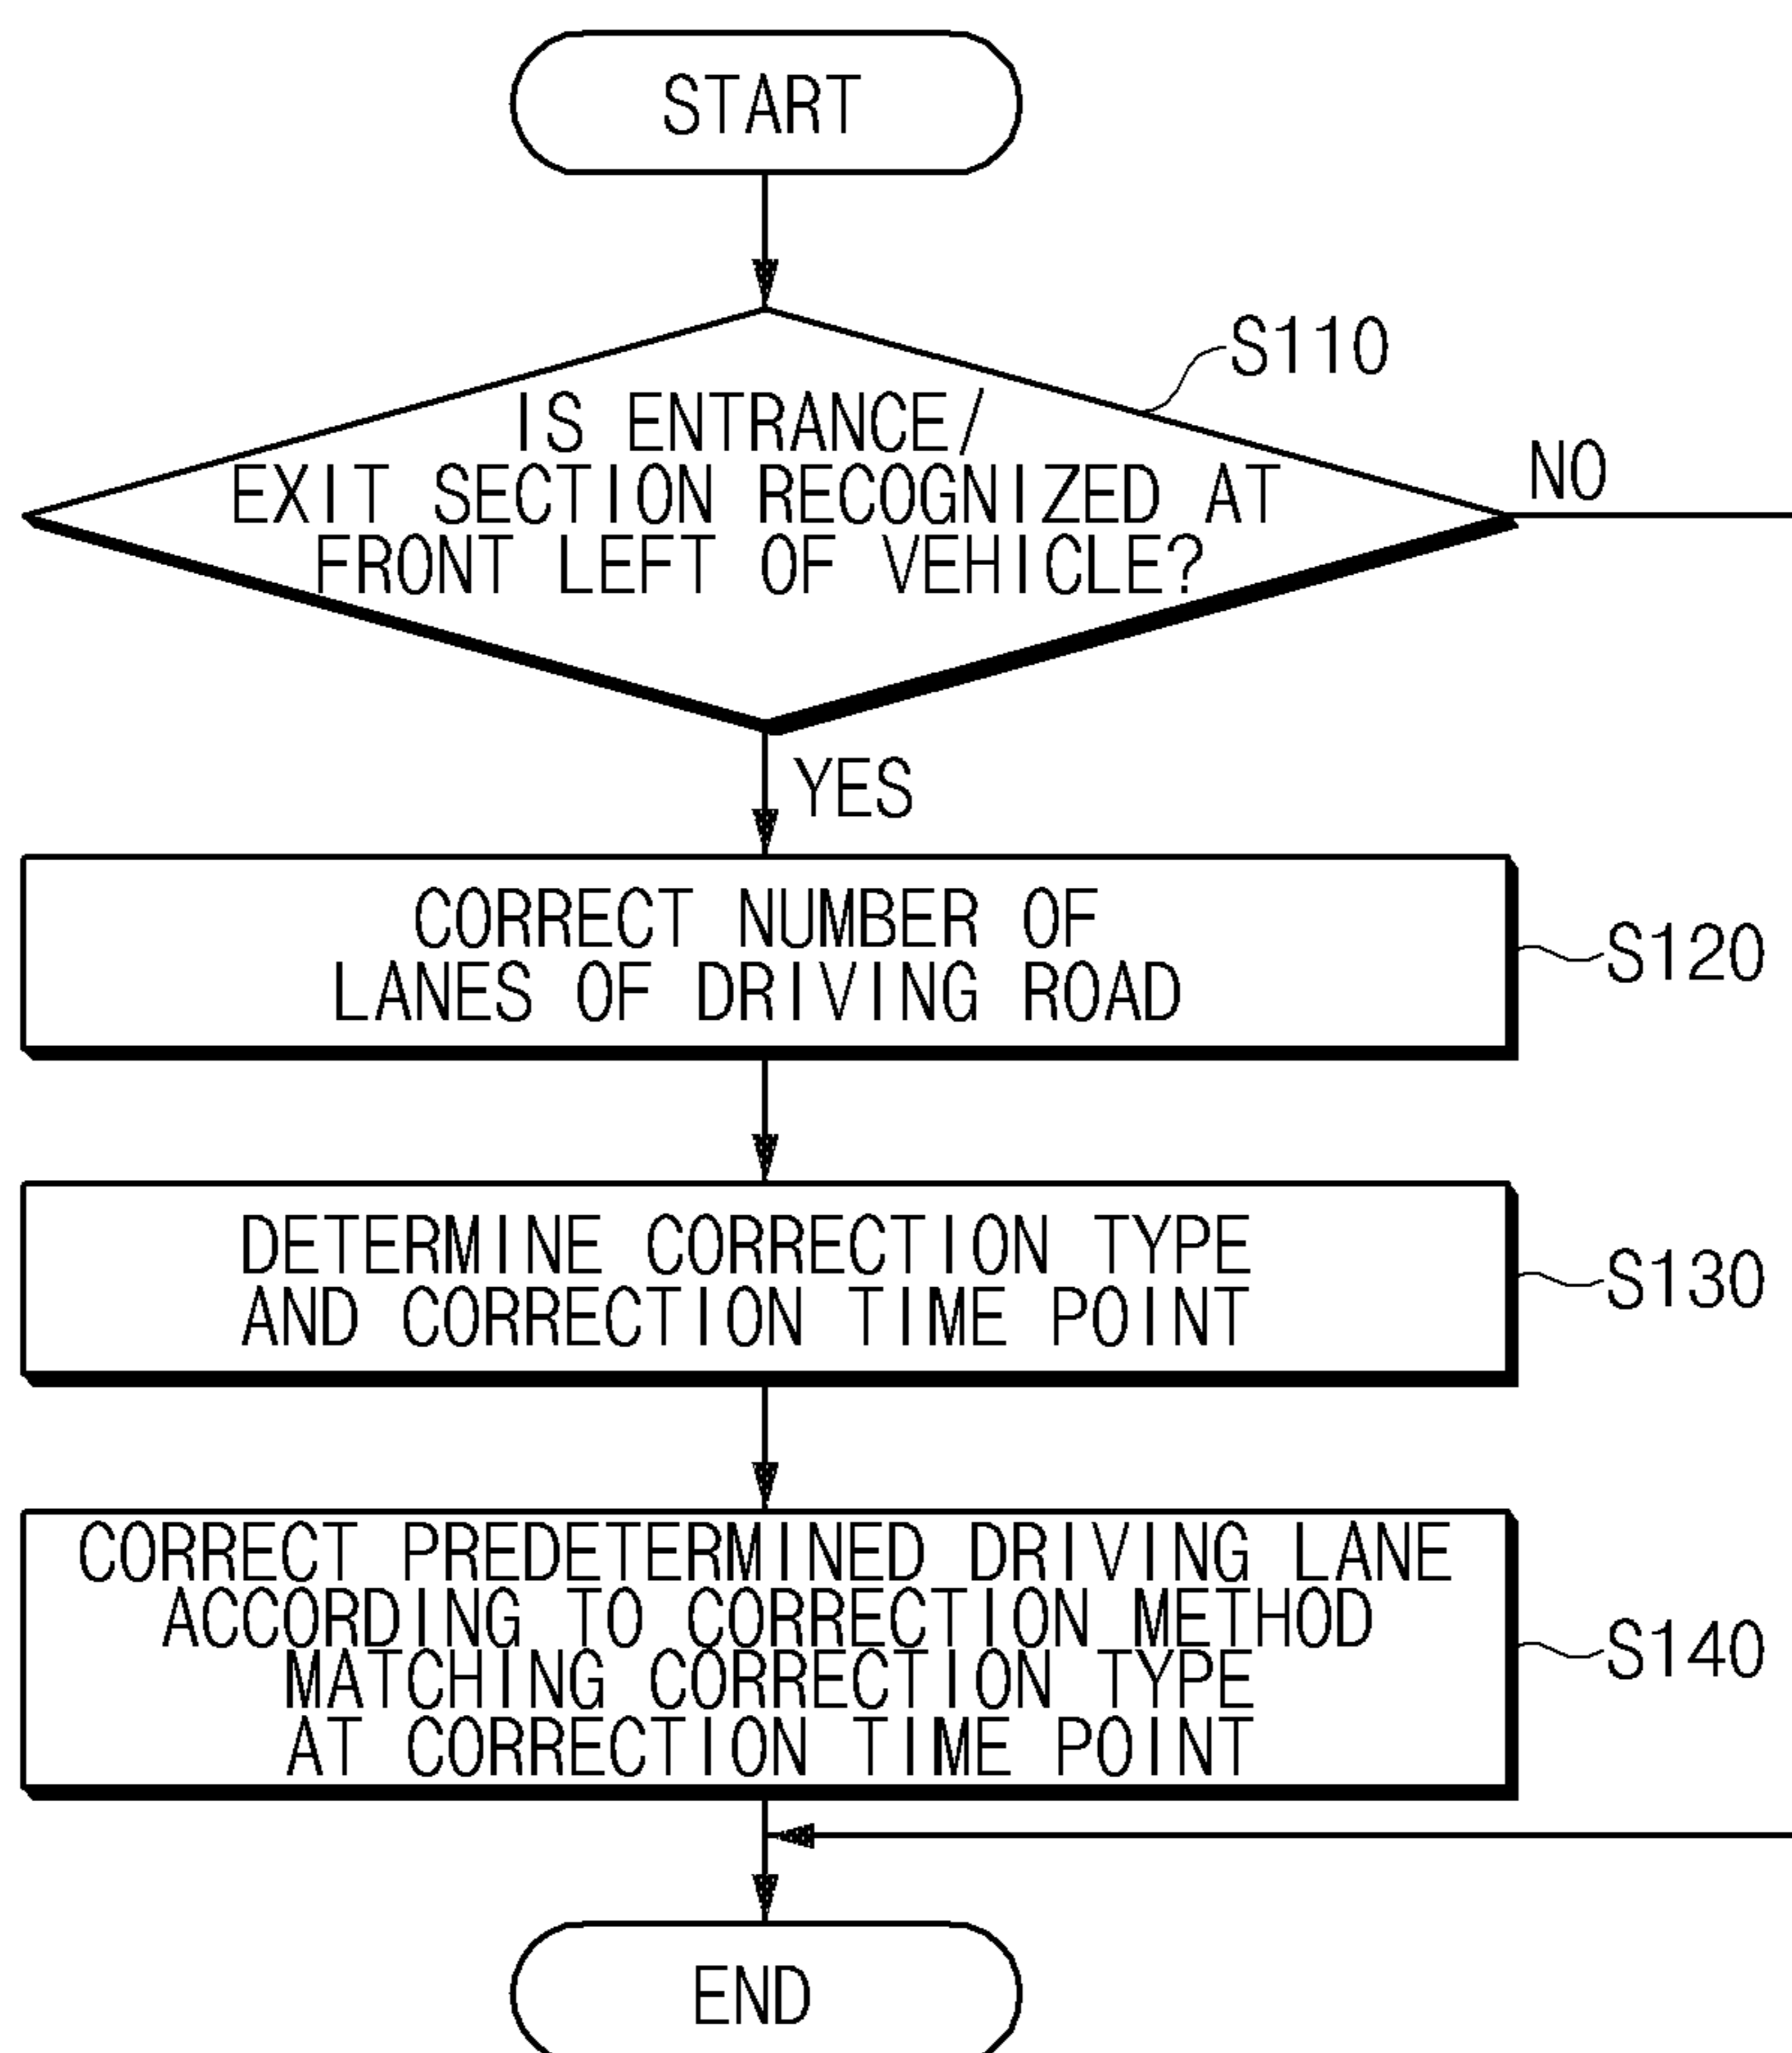 START
S110
IS ENTRANCE/
EXIT SECTION RECOGNIZED AT
FRONT LEFT OF VEHICLE?
NO
YES
CORRECT NUMBER OF
LANES OF DRIVING ROAD
S120
DETERMINE CORRECTION TYPE
AND CORRECTION TIME POINT
S130
CORRECT PREDETERMINED DRIVING LANE
ACCORDING TO CORRECTION METHOD
MATCHING CORRECTION TYPE
AT CORRECTION TIME POINT
S140
END